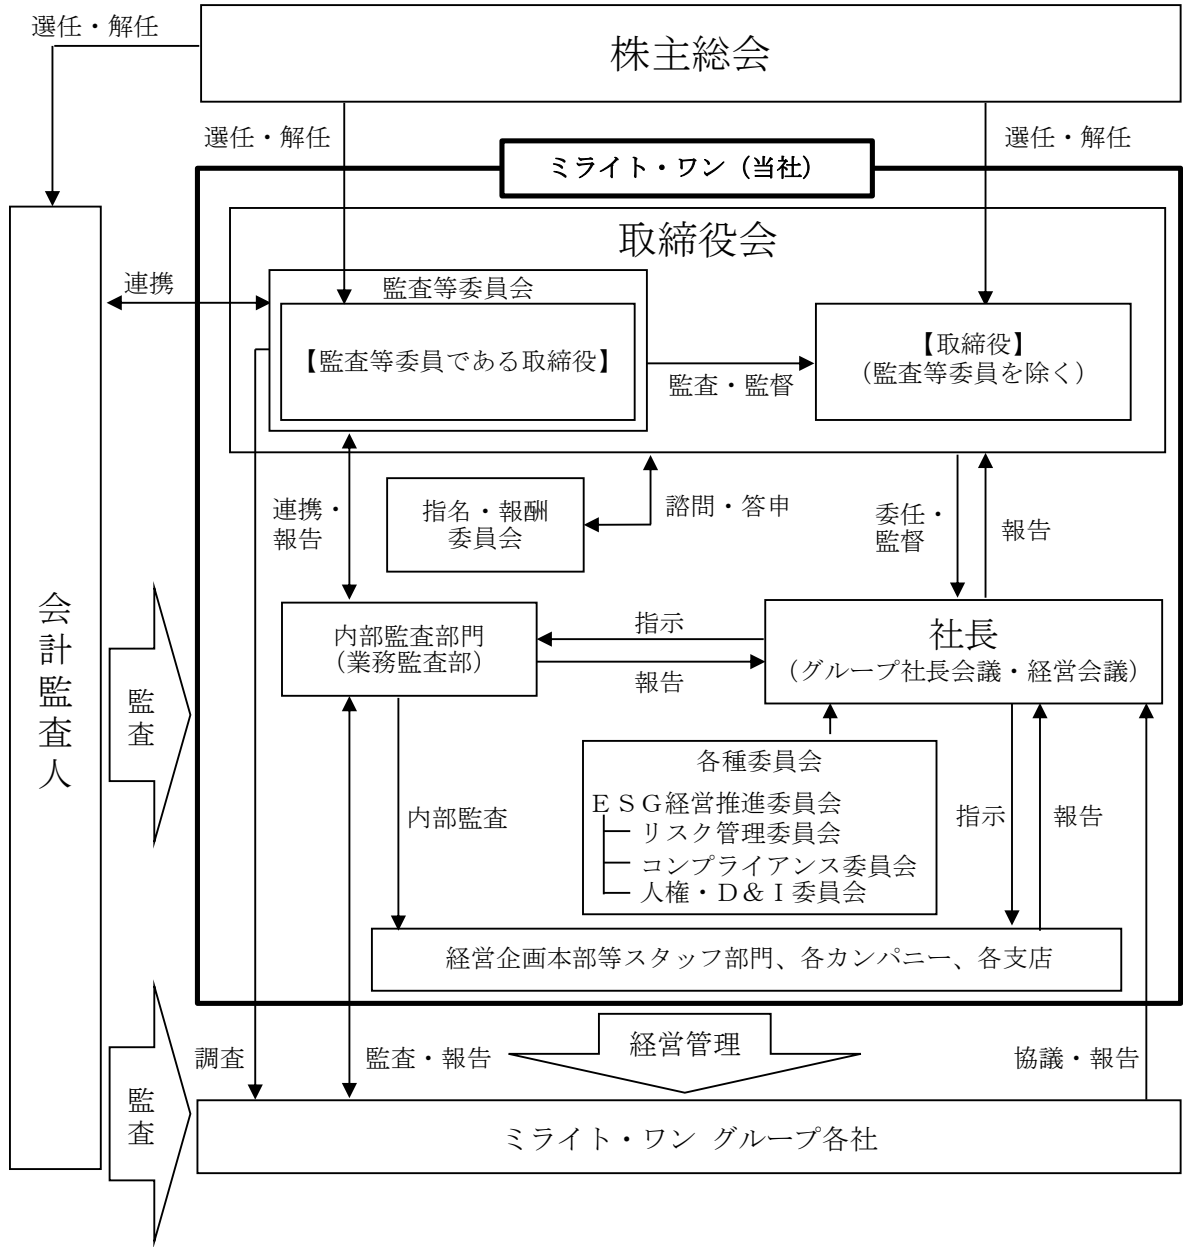 選任・解任
株主総会
選任・解任
選任・解任
ミライト・ワン（当社）
取締役会
連携
監査等委員会
【監査等委員である取締役】
監査・監督
【取締役】
（監査等委員を除く）
連携・
報告
指名・報酬
委員会
諮問・答申
委任・
監督
報告
会計監査人
監査
内部監査部門
（業務監査部）
指示
報告
社長
（グループ社長会議・経営会議）
各種委員会
ＥＳＧ経営推進委員会
リスク管理委員会
コンプライアンス委員会
人権・Ｄ＆Ｉ委員会
内部監査
指示
報告
経営企画本部等スタッフ部門、各カンパニー、各支店
監査
調査
監査・報告
経営管理
協議・報告
ミライト・ワン グループ各社